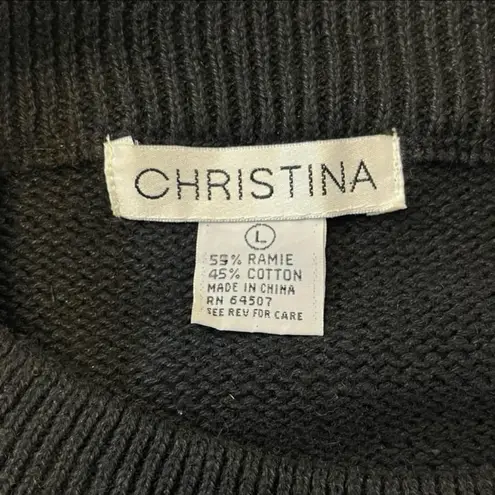 CHRISTINA
L
55% RAMIE
45% COTTON
MADE IN CHINA
RN 64507
SEE REV FOR CARE